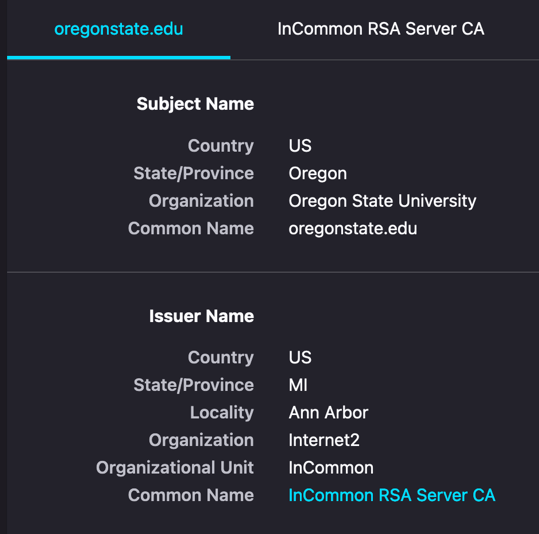 oregonstate.edu InCommon RSA Server CA
Subject Name
Country US
State/Province Oregon
Organization Oregon State University
Common Name oregonstate.edu
Issuer Name
Country US
State/Province MI
Locality Ann Arbor
Organization Internet2
Organizational Unit InCommon
Common Name InCommon RSA Server CA